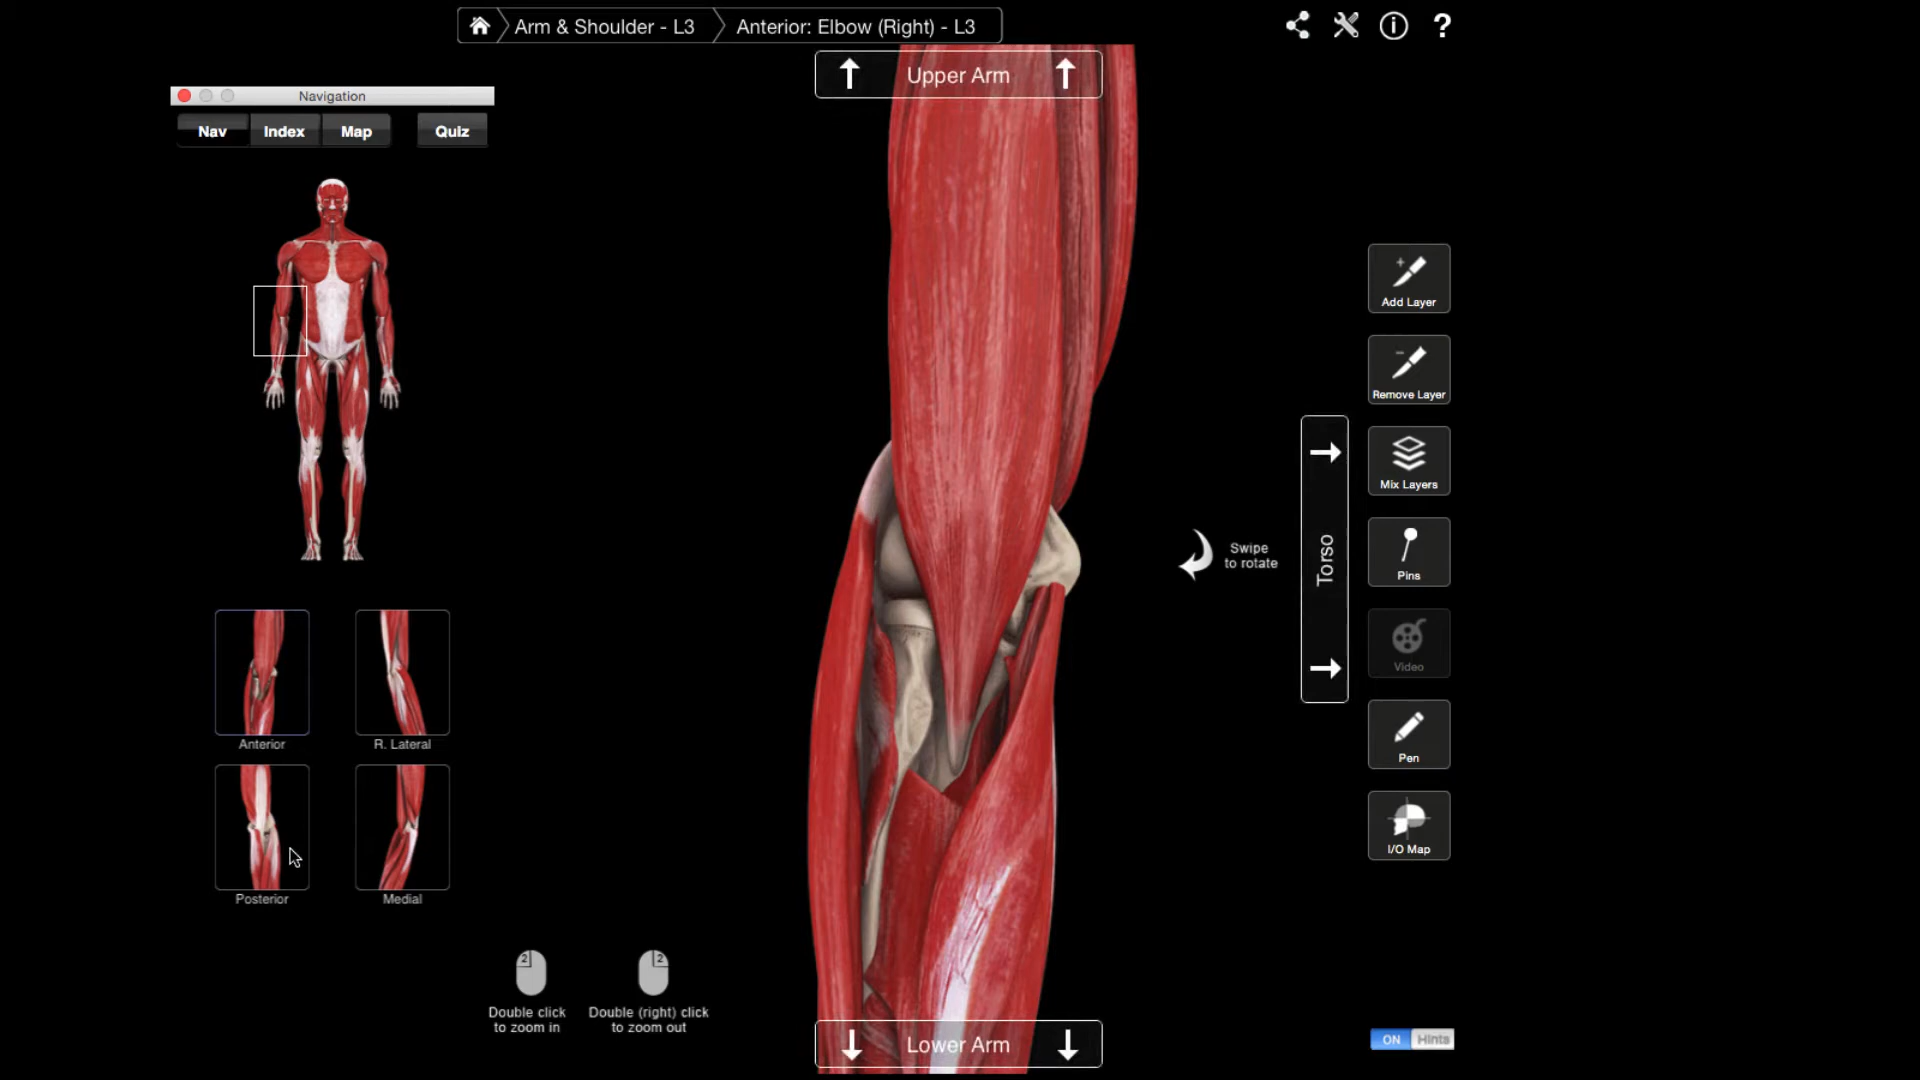 Arm & Shoulder - L3
Anterior: Elbow (Right) - L3
Upper Arm
Navigation
Nav
Index
Map
Quiz
Add Layer
Remove Layer
Mix Layers
Swipe
to rotate
Torso
Pins
Video
Anterior
R. Lateral
Pen
I/O Map
Posterior
Medial
2
2
Double click
to zoom in
Double (right) click
to zoom out
Lower Arm
ON
Hints